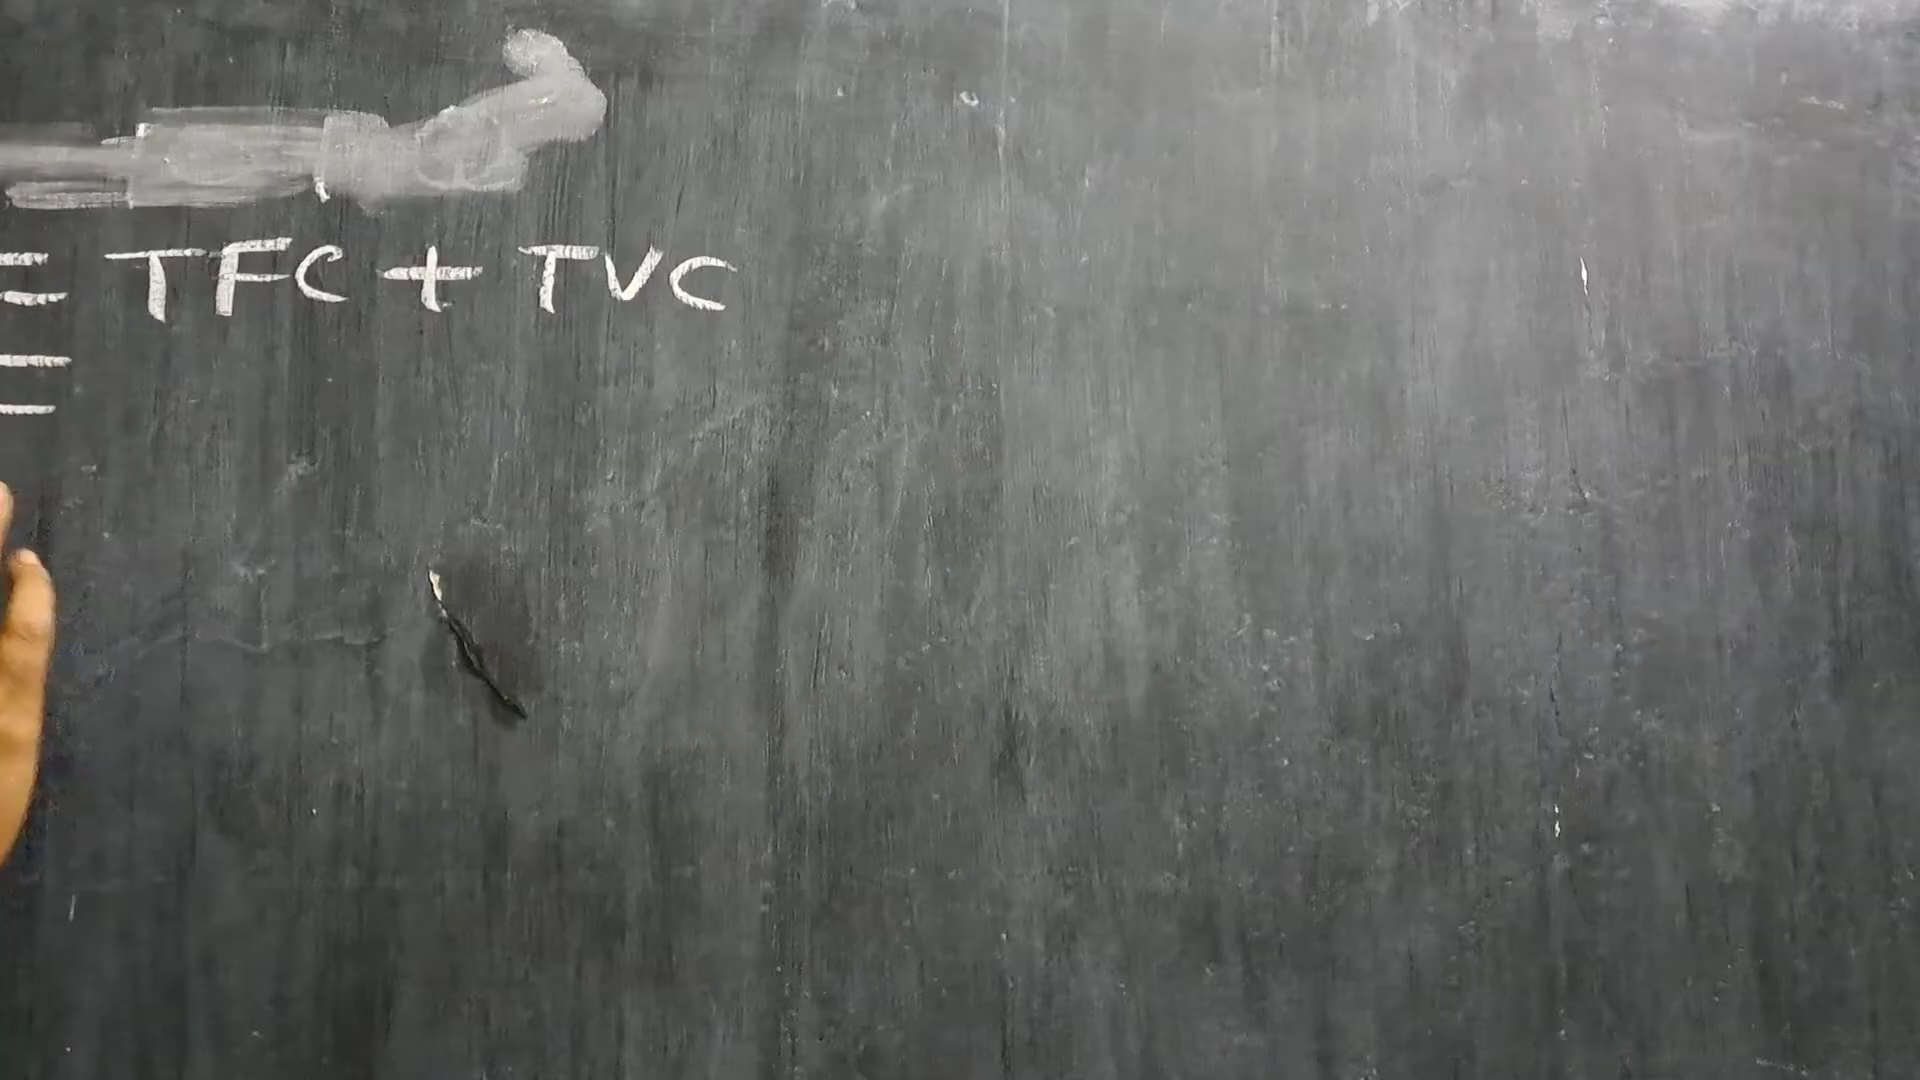 = TFC + TVC
=